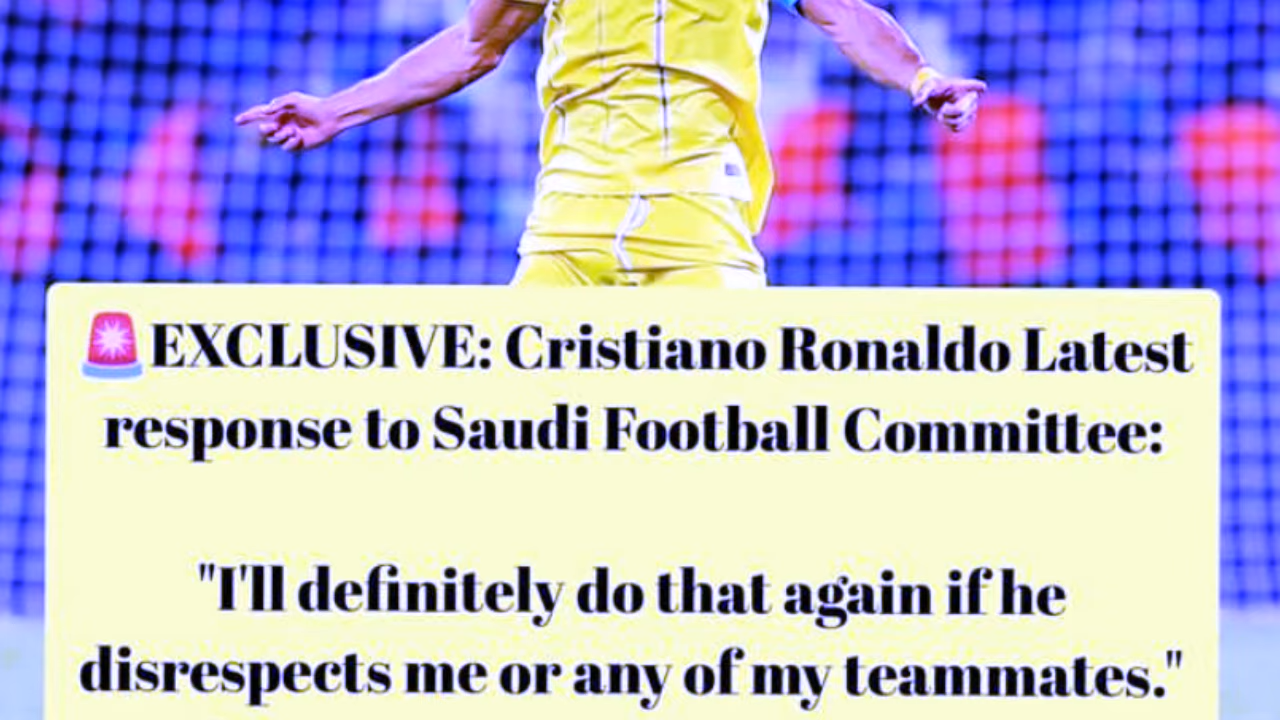 🚨EXCLUSIVE: Cristiano Ronaldo Latest
response to Saudi Football Committee:
"I'll definitely do that again if he
disrespects me or any of my teammates."